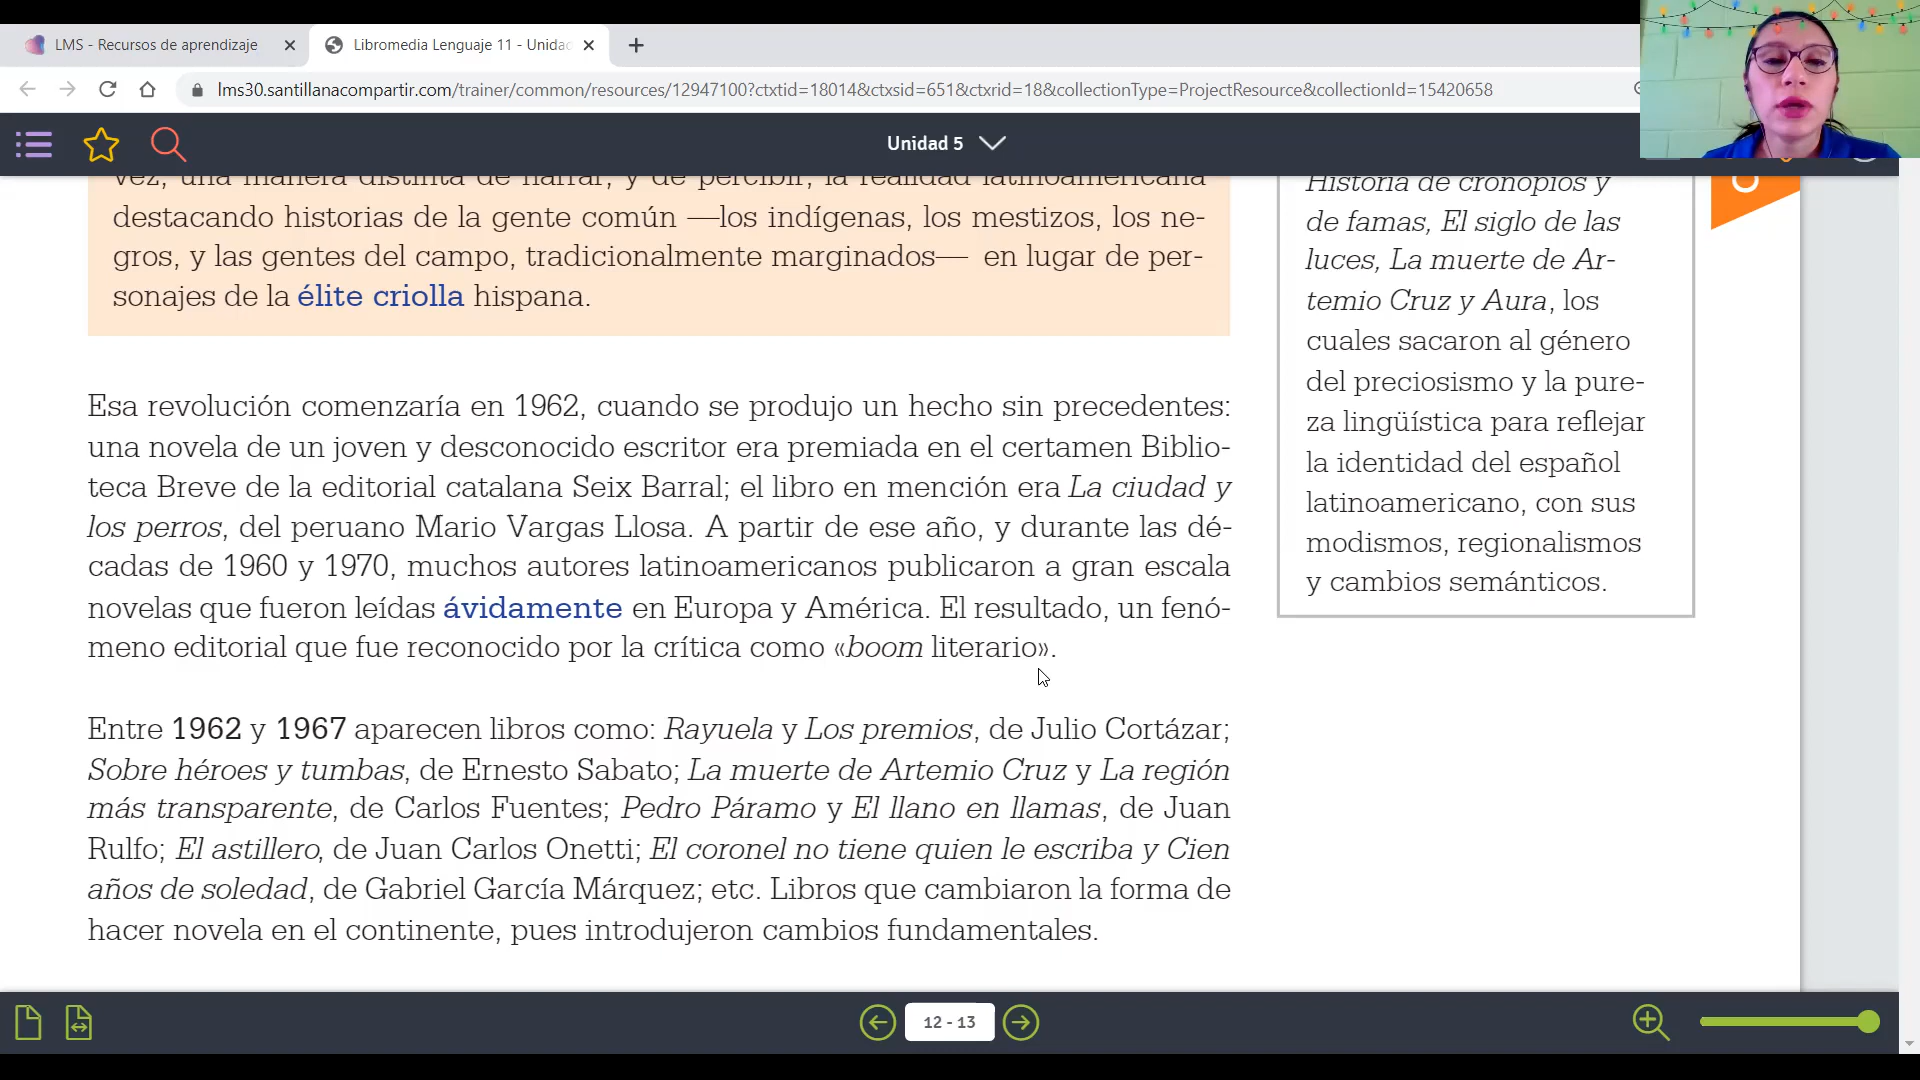 LMS - Recursos de aprendizaje
Libromedia Lenguaje 11 - Unida
lms30.santillanacompartir.com/trainer/common/resources/12947100?ctxtid=18014&ctxsid=651&ctxrid=18&collectionType=ProjectResource&collectionId=15420658
Unidad 5
vez, una manera distinta de narrar, y de percibir, la realidad latinoamericana
destacando historias de la gente común —los indígenas, los mestizos, los ne-
gros, y las gentes del campo, tradicionalmente marginados— en lugar de per-
sonajes de la élite criolla hispana.
Esa revolución comenzaría en 1962, cuando se produjo un hecho sin precedentes:
una novela de un joven y desconocido escritor era premiada en el certamen Biblio-
teca Breve de la editorial catalana Seix Barral; el libro en mención era La ciudad y
los perros, del peruano Mario Vargas Llosa. A partir de ese año, y durante las dé-
cadas de 1960 y 1970, muchos autores latinoamericanos publicaron a gran escala
novelas que fueron leídas ávidamente en Europa y América. El resultado, un fenó-
meno editorial que fue reconocido por la crítica como «boom literario».
Entre 1962 y 1967 aparecen libros como: Rayuela y Los premios, de Julio Cortázar;
Sobre héroes y tumbas, de Ernesto Sabato; La muerte de Artemio Cruz y La región
más transparente, de Carlos Fuentes; Pedro Páramo y El llano en llamas, de Juan
Rulfo; El astillero, de Juan Carlos Onetti; El coronel no tiene quien le escriba y Cien
años de soledad, de Gabriel García Márquez; etc. Libros que cambiaron la forma de
hacer novela en el continente, pues introdujeron cambios fundamentales.
Historia de cronopios y
de famas, El siglo de las
luces, La muerte de Ar-
temio Cruz y Aura, los
cuales sacaron al género
del preciosismo y la pure-
za lingüística para reflejar
la identidad del español
latinoamericano, con sus
modismos, regionalismos
y cambios semánticos.
12 - 13